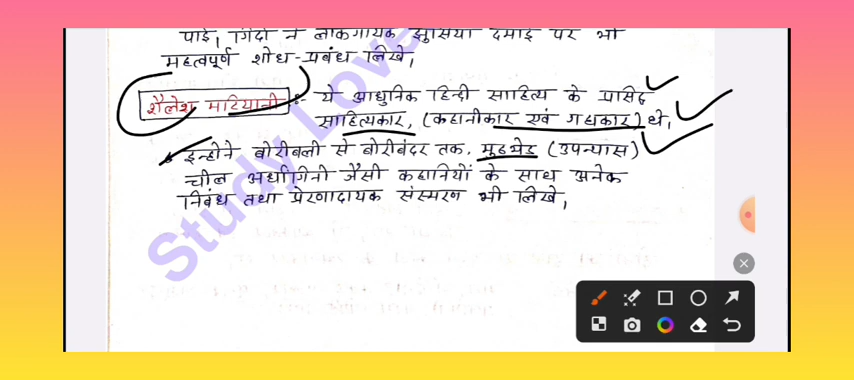 पाई, गिर्दा ने लोकगायक झुसिया दमाई पर भी
महत्वपूर्ण शोध-प्रबंध लिखे,
शैलेश मटियानी :- ये आधुनिक हिन्दी साहित्य के प्रसिद्ध
साहित्यकार, (कहानीकार एवं गद्यकार) थे,
इन्होने बोरीबली से बोरीबंदर तक, मुठभेड (उपन्यास)
चील अर्धांगिनी जैसी कहानियों के साथ अनेक
निबंध तथा प्रेरणादायक संस्मरण भी लिखे,
Study Love